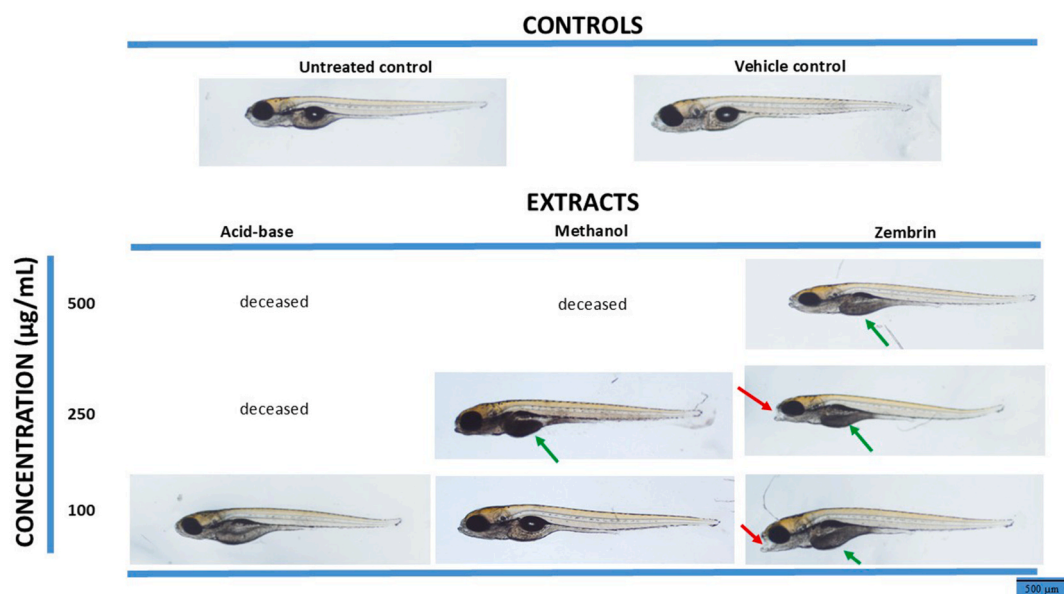 CONTROLS
Untreated control
Vehicle control
EXTRACTS
Acid-base
Methanol
Zembrin
CONCENTRATION (µg/mL)
500
deceased
deceased
250
deceased
100
500 µm